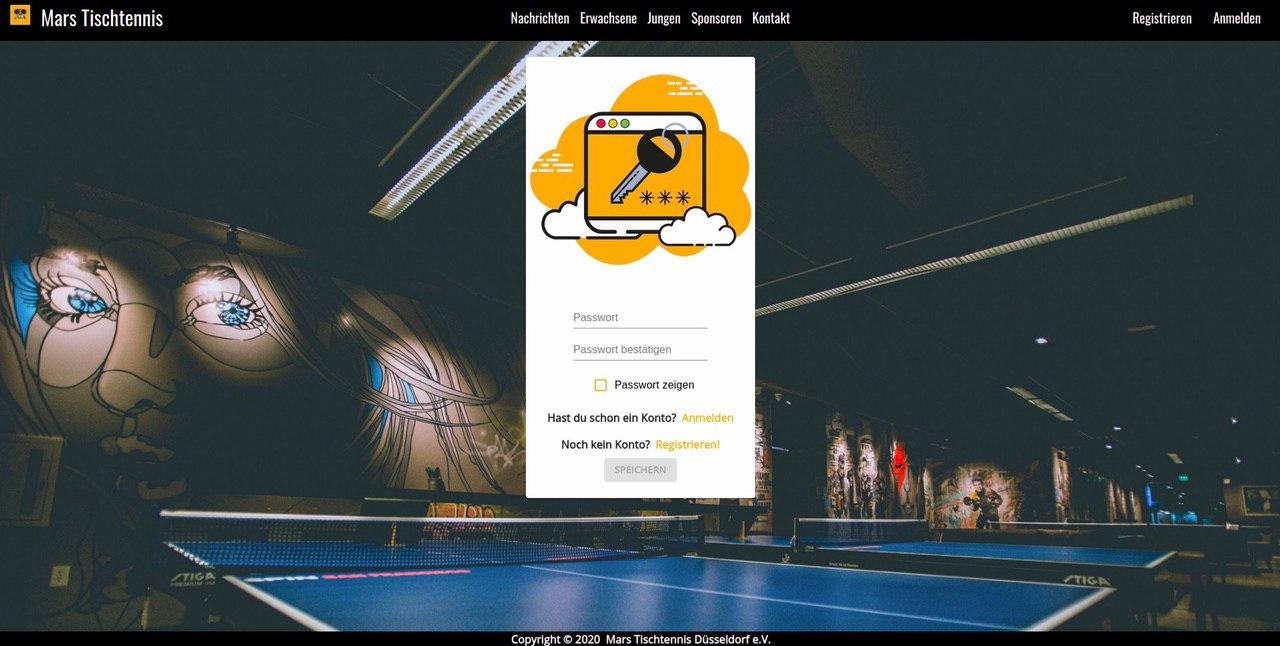 Mars Tischtennis
Nachrichten Erwachsene Jungen Sponsoren Kontakt
Registrieren Anmelden
***
Passwort
Passwort bestätigen
Passwort zeigen
Hast du schon ein Konto? Anmelden
Noch kein Konto? Registrieren!
SPEICHERN
STIGA
STIGA
Copyright © 2020 Mars Tischtennis Düsseldorf e.V.